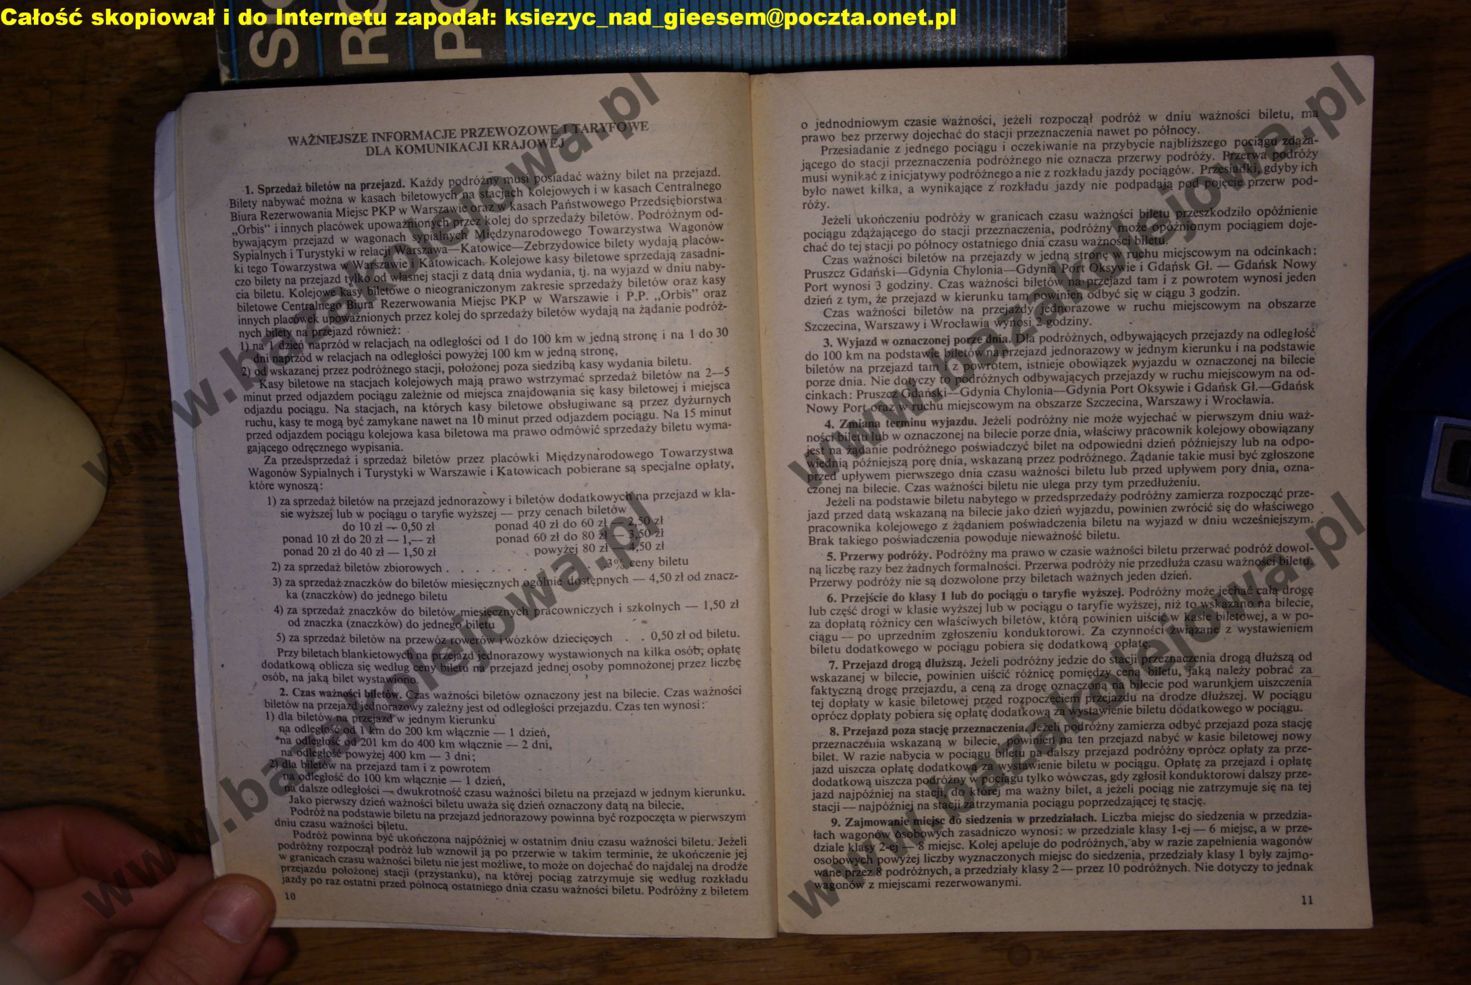 Całość skopiował i do Internetu zapodał: ksiezyc_nad_gieesem@poczta.onet.pl
WAŻNIEJSZE INFORMACJE PRZEWOZOWE I TARYFOWE
DLA KOMUNIKACJI KRAJOWEJ
1. Sprzedaż biletów na przejazd. Każdy podróżny musi posiadać ważny bilet na przejazd.
Bilety nabywać można w kasach biletowych na stacjach kolejowych i w kasach Centralnego
Biura Rezerwowania Miejsc PKP w Warszawie oraz w kasach Państwowego Przedsiębiorstwa
„Orbis" i innych placówek upoważnionych przez kolej do sprzedaży biletów. Podróżnym od-
bywającym przejazd w wagonach sypialnych Międzynarodowego Towarzystwa Wagonów
Sypialnych i Turystyki w relacji Warszawa—Katowice—Zebrzydowice bilety wydają placów-
ki tego Towarzystwa w Warszawie i Katowicach. Kolejowe kasy biletowe sprzedają zasadni-
czo bilety na przejazd tylko od własnej stacji z datą dnia wydania, tj. na wyjazd w dniu naby-
cia biletu. Kolejowe kasy biletowe o nieograniczonym zakresie sprzedaży biletów oraz kasy
biletowe Centralnego Biura Rezerwowania Miejsc PKP w Warszawie i P.P. „Orbis" oraz
innych placówek upoważnionych przez kolej do sprzedaży biletów wydają na żądanie podróż-
nych bilety na przejazd również:
1) na 1 dzień naprzód w relacjach na odległości od 1 do 100 km w jedną stronę i na 1 do 30
dni naprzód w relacjach na odległości powyżej 100 km w jedną stronę,
2) od wskazanej przez podróżnego stacji, położonej poza siedzibą kasy wydania biletu.
Kasy biletowe na stacjach kolejowych mają prawo wstrzymać sprzedaż biletów na 2—5
minut przed odjazdem pociągu zależnie od miejsca znajdowania się kasy biletowej i miejsca
odjazdu pociągu. Na stacjach, na których kasy biletowe obsługiwane są przez dyżurnych
ruchu, kasy te mogą być zamykane nawet na 10 minut przed odjazdem pociągu. Na 15 minut
przed odjazdem pociągu kolejowa kasa biletowa ma prawo odmówić sprzedaży biletu wyma-
gającego odręcznego wypisania.
Za przedsprzedaż i sprzedaż biletów przez placówki Międzynarodowego Towarzystwa
Wagonów Sypialnych i Turystyki w Warszawie i Katowicach pobierane są specjalne opłaty,
które wynoszą:
1) za sprzedaż biletów na przejazd jednorazowy i biletów dodatkowych na przejazd w kla-
sie wyższej lub w pociągu o taryfie wyższej — przy cenach biletów
do 10 zł — 0,50 zł ponad 40 zł do 60 zł — 2,50 zł
ponad 10 zł do 20 zł — 1,— zł ponad 60 zł do 80 zł — 3,50 zł
ponad 20 zł do 40 zł — 1,50 zł powyżej 80 zł — 4,50 zł
2) za sprzedaż biletów zbiorowych . . . . . . . 3% ceny biletu
3) za sprzedaż znaczków do biletów miesięcznych ogólnie dostępnych — 4,50 zł od znacz-
ka (znaczków) do jednego biletu
4) za sprzedaż znaczków do biletów miesięcznych pracowniczych i szkolnych — 1,50 zł
od znaczka (znaczków) do jednego biletu
5) za sprzedaż biletów na przewóz rowerów i wózków dziecięcych . . 0,50 zł od biletu.
Przy biletach blankietowych na przejazd jednorazowy wystawionych na kilka osób, opłatę
dodatkową oblicza się według ceny biletu na przejazd jednej osoby pomnożonej przez liczbę
osób, na jaką bilet wystawiono.
2. Czas ważności biletów. Czas ważności biletów oznaczony jest na bilecie. Czas ważności
biletów na przejazd jednorazowy zależny jest od odległości przejazdu. Czas ten wynosi:
1) dla biletów na przejazd w jednym kierunku
na odległość od 1 km do 200 km włącznie — 1 dzień,
na odległość od 201 km do 400 km włącznie — 2 dni,
na odległość powyżej 400 km — 3 dni;
2) dla biletów na przejazd tam i z powrotem
na odległość do 100 km włącznie — 1 dzień,
na dalsze odległości — dwukrotność czasu ważności biletu na przejazd w jednym kierunku.
Jako pierwszy dzień ważności biletu uważa się dzień oznaczony datą na bilecie.
Podróż na podstawie biletu na przejazd jednorazowy powinna być rozpoczęta w pierwszym
dniu czasu ważności biletu.
Podróż powinna być ukończona najpóźniej w ostatnim dniu czasu ważności biletu. Jeżeli
podróżny rozpoczął podróż lub wznowił ją po przerwie w takim terminie, że ukończenie jej
w granicach czasu ważności biletu nie jest możliwe, to może on dojechać do najdalej na drodze
przejazdu położonej stacji (przystanku), na której pociąg zatrzymuje się według rozkładu
jazdy po raz ostatni przed północą ostatniego dnia czasu ważności biletu. Podróżny z biletem
10
o jednodniowym czasie ważności, jeżeli rozpoczął podróż w dniu ważności biletu, ma
prawo bez przerwy dojechać do stacji przeznaczenia nawet po północy.
Przesiadanie z jednego pociągu i oczekiwanie na przybycie najbliższego pociągu zdąża-
jącego do stacji przeznaczenia podróżnego nie oznacza przerwy podróży. Przerwa podróży
musi wynikać z inicjatywy podróżnego a nie z rozkładu jazdy pociągów. Przesiadki, gdyby ich
było nawet kilka, a wynikające z rozkładu jazdy nie podpadają pod pojęcie przerw pod-
róży.
Jeżeli ukończeniu podróży w granicach czasu ważności biletu przeszkodziło opóźnienie
pociągu zdążającego do stacji przeznaczenia, podróżny może opóźnionym pociągiem doje-
chać do tej stacji po północy ostatniego dnia czasu ważności biletu.
Czas ważności biletów na przejazdy w jedną stronę w ruchu miejscowym na odcinkach:
Pruszcz Gdański—Gdynia Chylonia—Gdynia Port Oksywie i Gdańsk Gł. — Gdańsk Nowy
Port wynosi 3 godziny. Czas ważności biletów na przejazd tam i z powrotem wynosi jeden
dzień z tym, że przejazd w kierunku tam powinien odbyć się w ciągu 3 godzin.
Czas ważności biletów na przejazdy jednorazowe w ruchu miejscowym na obszarze
Szczecina, Warszawy i Wrocławia wynosi 2 godziny.
3. Wyjazd w oznaczonej porze dnia. Dla podróżnych, odbywających przejazdy na odległość
do 100 km na podstawie biletów na przejazd jednorazowy w jednym kierunku i na podstawie
biletów na przejazd tam i z powrotem, istnieje obowiązek wyjazdu w oznaczonej na bilecie
porze dnia. Nie dotyczy to podróżnych odbywających przejazdy w ruchu miejscowym na od-
cinkach: Pruszcz Gdański—Gdynia Chylonia—Gdynia Port Oksywie i Gdańsk Gł.—Gdańsk
Nowy Port oraz w ruchu miejscowym na obszarze Szczecina, Warszawy i Wrocławia.
4. Zmiana terminu wyjazdu. Jeżeli podróżny nie może wyjechać w pierwszym dniu waż-
ności biletu lub w oznaczonej na bilecie porze dnia, właściwy pracownik kolejowy obowiązany
jest na żądanie podróżnego poświadczyć bilet na odpowiedni dzień późniejszy lub na odpo-
wiednią późniejszą porę dnia, wskazaną przez podróżnego. Żądanie takie musi być zgłoszone
przed upływem pierwszego dnia czasu ważności biletu lub przed upływem pory dnia, ozna-
czonej na bilecie. Czas ważności biletu nie ulega przy tym przedłużeniu.
Jeżeli na podstawie biletu nabytego w przedsprzedaży podróżny zamierza rozpocząć prze-
jazd przed datą wskazaną na bilecie jako dzień wyjazdu, powinien zwrócić się do właściwego
pracownika kolejowego z żądaniem poświadczenia biletu na wyjazd w dniu wcześniejszym.
Brak takiego poświadczenia powoduje nieważność biletu.
5. Przerwy podróży. Podróżny ma prawo w czasie ważności biletu przerwać podróż dowol-
ną liczbę razy bez żadnych formalności. Przerwa podróży nie przedłuża czasu ważności biletu.
Przerwy podróży nie są dozwolone przy biletach ważnych jeden dzień.
6. Przejście do klasy 1 lub do pociągu o taryfie wyższej. Podróżny może jechać całą drogę
lub część drogi w klasie wyższej lub w pociągu o taryfie wyższej, niż to wskazano na bilecie,
za dopłatą różnicy cen właściwych biletów, którą powinien uiścić w kasie biletowej, a w po-
ciągu — po uprzednim zgłoszeniu konduktorowi. Za czynności związane z wystawieniem
biletu dodatkowego w pociągu pobiera się dodatkową opłatę.
7. Przejazd drogą dłuższą. Jeżeli podróżny jedzie do stacji przeznaczenia drogą dłuższą od
wskazanej w bilecie, powinien uiścić różnicę pomiędzy ceną biletu, jaką należy pobrać za
faktyczną drogę przejazdu, a ceną za drogę oznaczoną na bilecie pod warunkiem uiszczenia
tej dopłaty w kasie biletowej przed rozpoczęciem przejazdu na drodze dłuższej. W pociągu
oprócz dopłaty pobiera się opłatę dodatkową za wystawienie biletu dodatkowego w pociągu.
8. Przejazd poza stację przeznaczenia. Jeżeli podróżny zamierza odbyć przejazd poza stację
przeznaczenia wskazaną w bilecie, powinien na ten przejazd nabyć w kasie biletowej nowy
bilet. W razie nabycia w pociągu biletu na dalszy przejazd podróżny oprócz opłaty za prze-
jazd uiszcza opłatę dodatkową za wystawienie biletu w pociągu. Opłatę za przejazd i opłatę
dodatkową uiszcza podróżny w pociągu tylko wówczas, gdy zgłosił konduktorowi dalszy prze-
jazd najpóźniej na stacji, do której ma ważny bilet, a jeżeli pociąg nie zatrzymuje się na tej
stacji — najpóźniej na stacji zatrzymania pociągu poprzedzającej tę stację.
9. Zajmowanie miejsc do siedzenia w przedziałach. Liczba miejsc do siedzenia w przedzia-
łach wagonów osobowych zasadniczo wynosi: w przedziale klasy 1-ej — 6 miejsc, a w prze-
dziale klasy 2-ej — 8 miejsc. Kolej apeluje do podróżnych, aby w razie zapełnienia wagonów
osobowych powyżej liczby wyznaczonych miejsc do siedzenia, przedziały klasy 1 były zajmo-
wane przez 8 podróżnych, a przedziały klasy 2 — przez 10 podróżnych. Nie dotyczy to jednak
wagonów z miejscami rezerwowanymi.
11
www.bazakolejowa.pl
www.bazakolejowa.pl
www.bazakolejowa.pl
www.bazakolejowa.pl